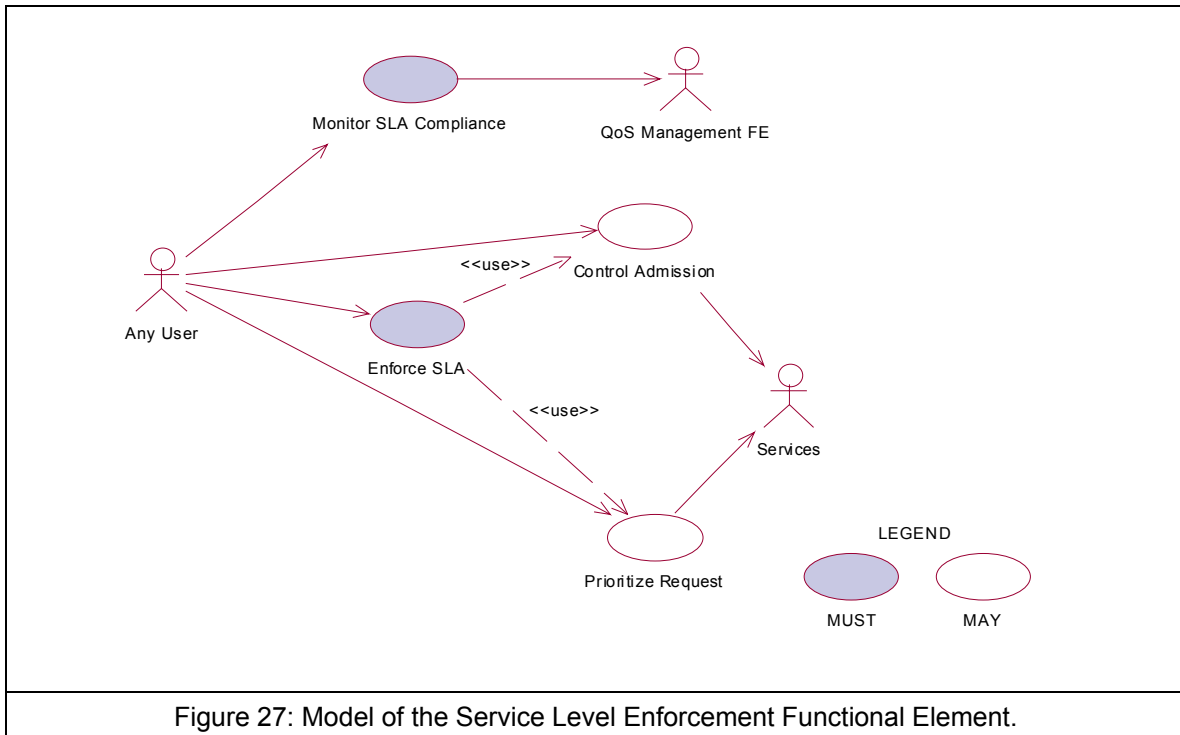 Monitor SLA Compliance
QoS Management FE
<<use>>
Control Admission
Any User
Enforce SLA
<<use>>
Services
LEGEND
Prioritize Request
MUST
MAY
Figure 27: Model of the Service Level Enforcement Functional Element.